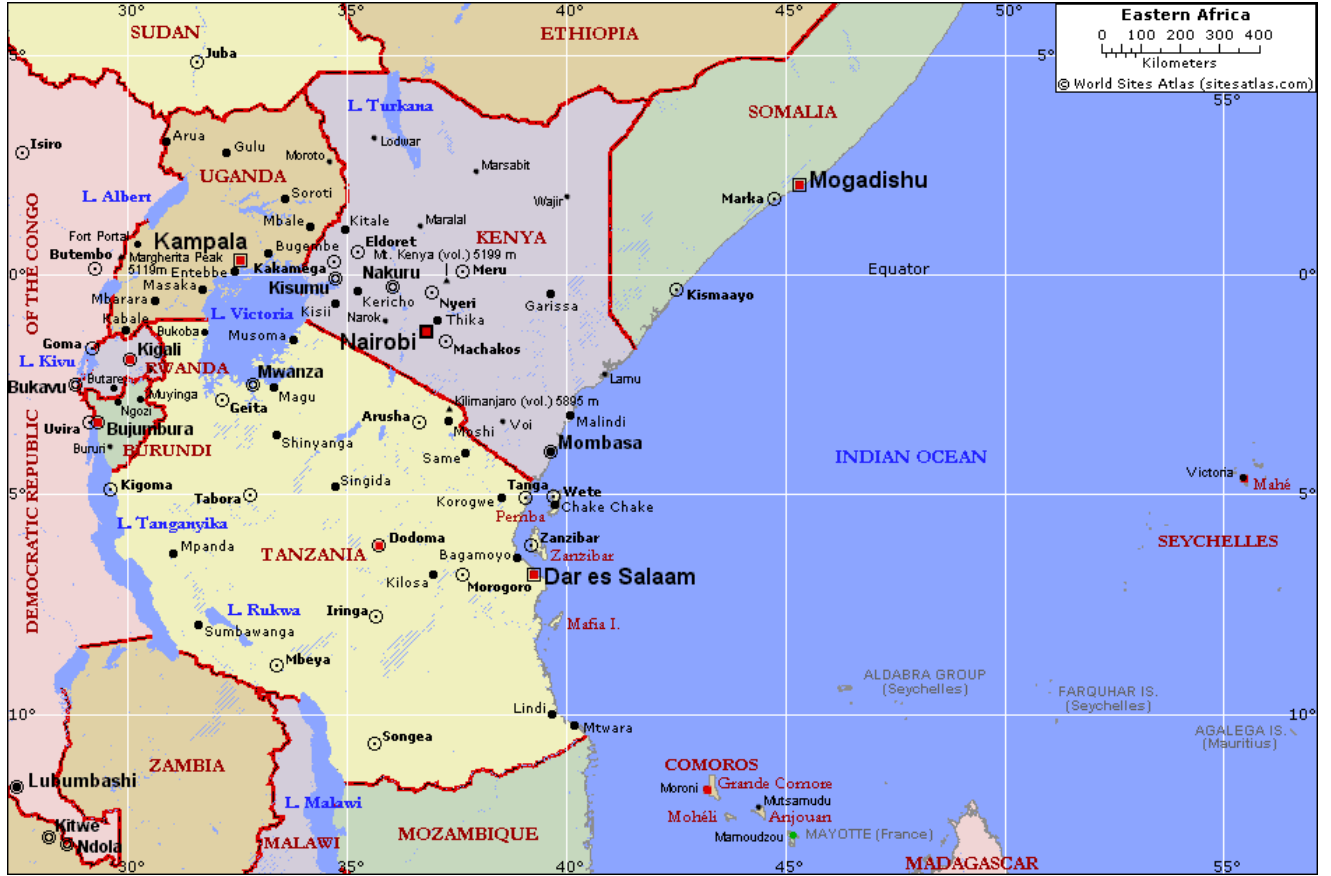 30°
35°
40°
45°
50°
Eastern Africa
0 100 200 300 400
Kilometers
© World Sites Atlas (sitesatlas.com)
SUDAN
ETHIOPIA
Juba
5°
5°
55°
L. Turkana
SOMALIA
Isiro
Arua
Gulu
Moroto
Lodwar
Marsabit
UGANDA
Mogadishu
L. Albert
Soroti
Wajir
Marka
Mbale
Kitale
Maralal
Fort Portal
Kampala
Bugembe
Eldoret
KENYA
Butembo
Margherita Peak
5119m
Entebbe
Kakamega
Mt. Kenya (vol.) 5199 m
Nakuru
Meru
0°
Equator
0°
Masaka
Kisumu
Mbarara
Kericho
Nyeri
Garissa
Kismaayo
L. Victoria
Kisii
Narok
Thika
Kabale
Bukoba
Musoma
Nairobi
Machakos
Goma
Kigali
L. Kivu
RWANDA
Bukavu
Butare
Muyinga
Mwanza
Lamu
Ngozi
Geita
Magu
Kilimanjaro (vol.) 5895 m
Arusha
Moshi
Voi
Malindi
Uvira
Bujumbura
Bururi
BURUNDI
Shinyanga
Same
Mombasa
INDIAN OCEAN
Victoria
Mahé
Kigoma
Tabora
Singida
Tanga
Wete
5°
5°
Korogwe
Chake Chake
Pemba
L. Tanganyika
Mpanda
TANZANIA
Dodoma
Bagamoyo
Zanzibar
Zanzibar
SEYCHELLES
Kilosa
Morogoro
Dar es Salaam
DEMOCRATIC REPUBLIC
OF THE CONGO
L. Rukwa
Iringa
Mafia I.
Sumbawanga
Mbeya
ALDABRA GROUP
(Seychelles)
FARQUHAR IS.
(Seychelles)
10°
Lindi
10°
Mtwara
AGALEGA IS.
(Mauritius)
Songea
ZAMBIA
COMOROS
Lubumbashi
Moroni
Grande Comore
L. Malawi
Mutsamudu
Mohéli
Anjouan
Kitwe
Ndola
MALAWI
MOZAMBIQUE
Mamoudzou
MAYOTTE (France)
MADAGASCAR
30°
35°
40°
45°
55°